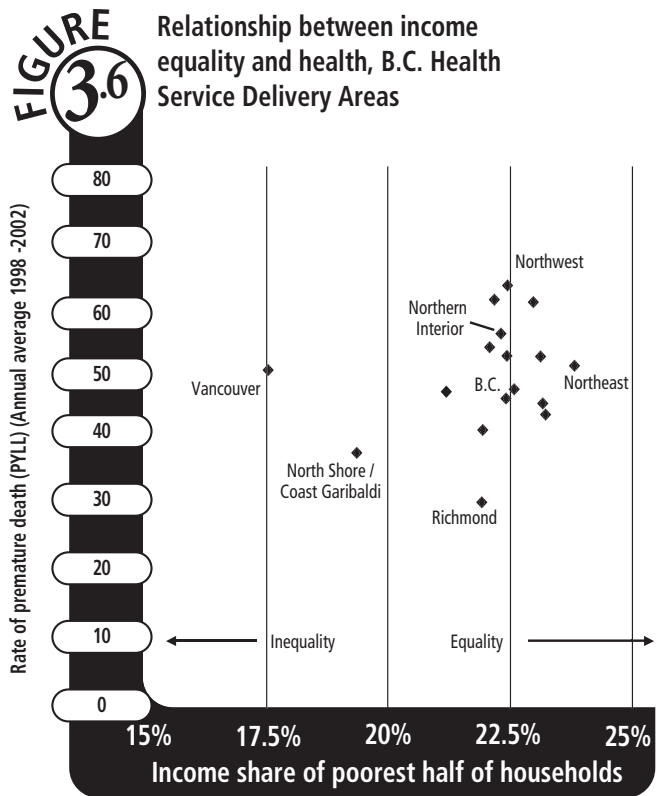 FIGURE
3.6
Relationship between income
equality and health, B.C. Health
Service Delivery Areas
Rate of premature death (PYLL) (Annual average 1998 -2002)
80
70
60
50
40
30
20
10
0
Northwest
Northern
Interior
Vancouver
B.C.
Northeast
North Shore /
Coast Garibaldi
Richmond
Inequality
Equality
15%
17.5%
20%
22.5%
25%
Income share of poorest half of households